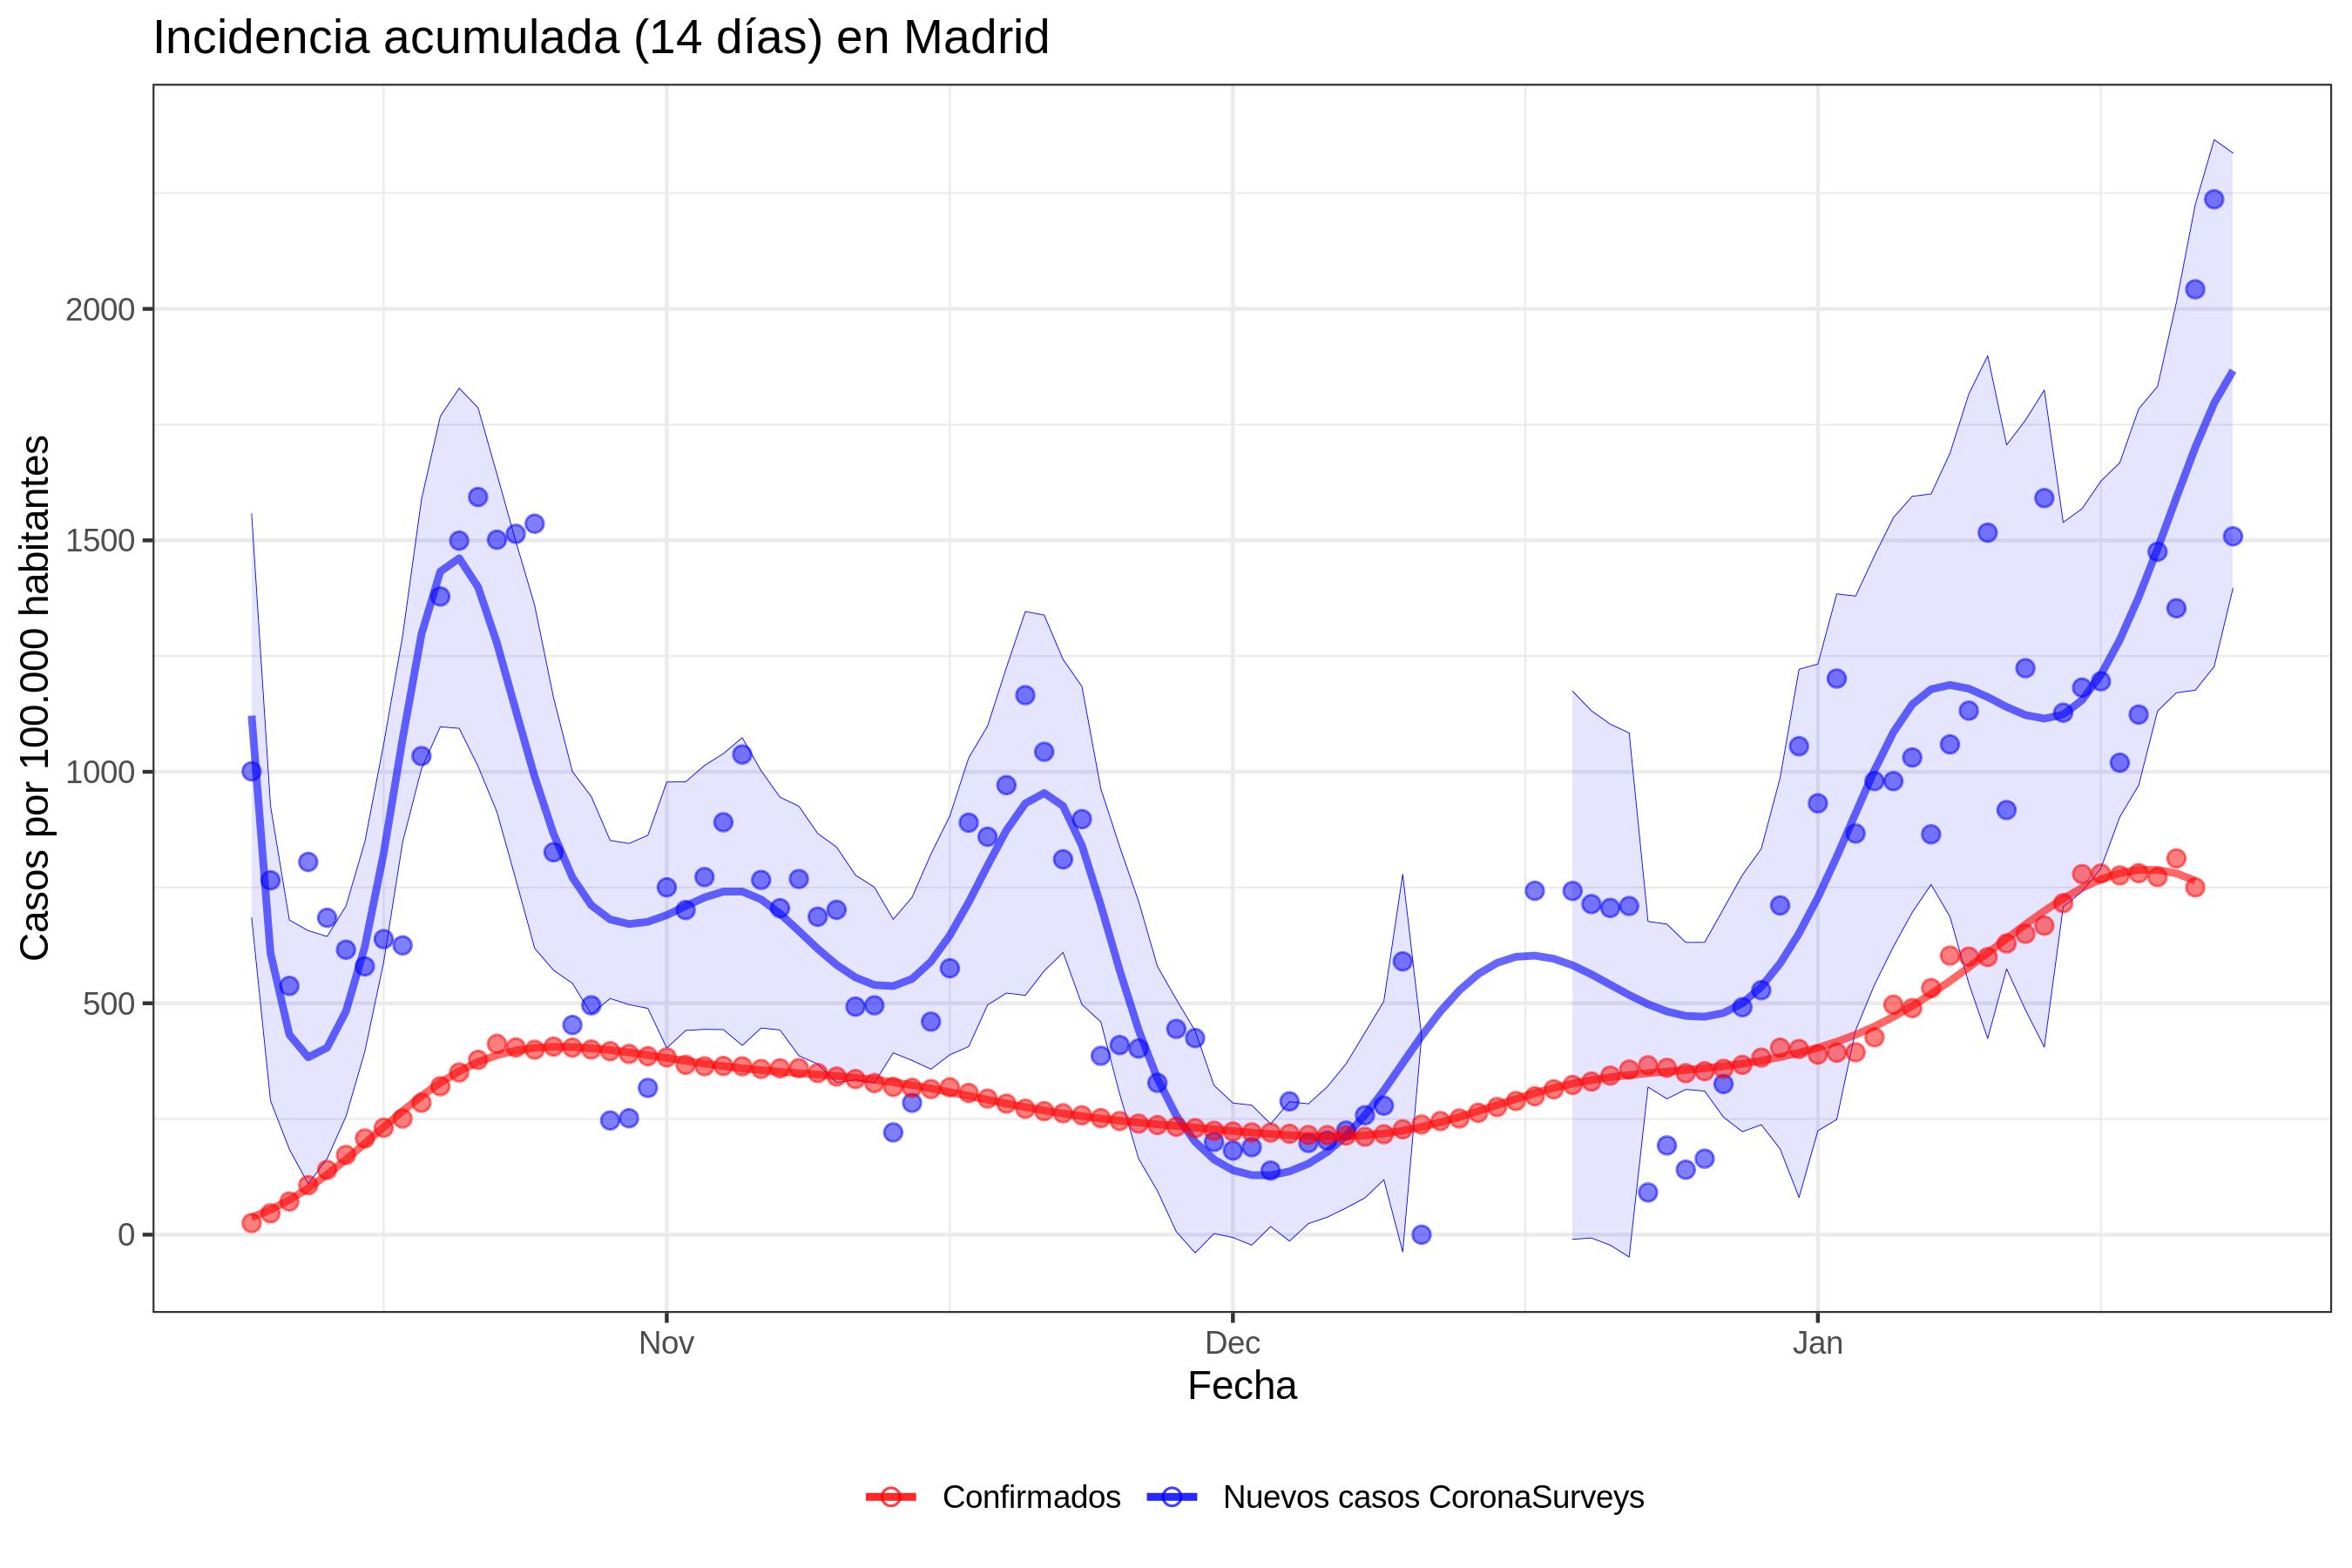 Incidencia acumulada (14 días) en Madrid
Casos por 100.000 habitantes
2000
1500
1000
500
0
Nov Dec Jan
Fecha
Confirmados Nuevos casos CoronaSurveys